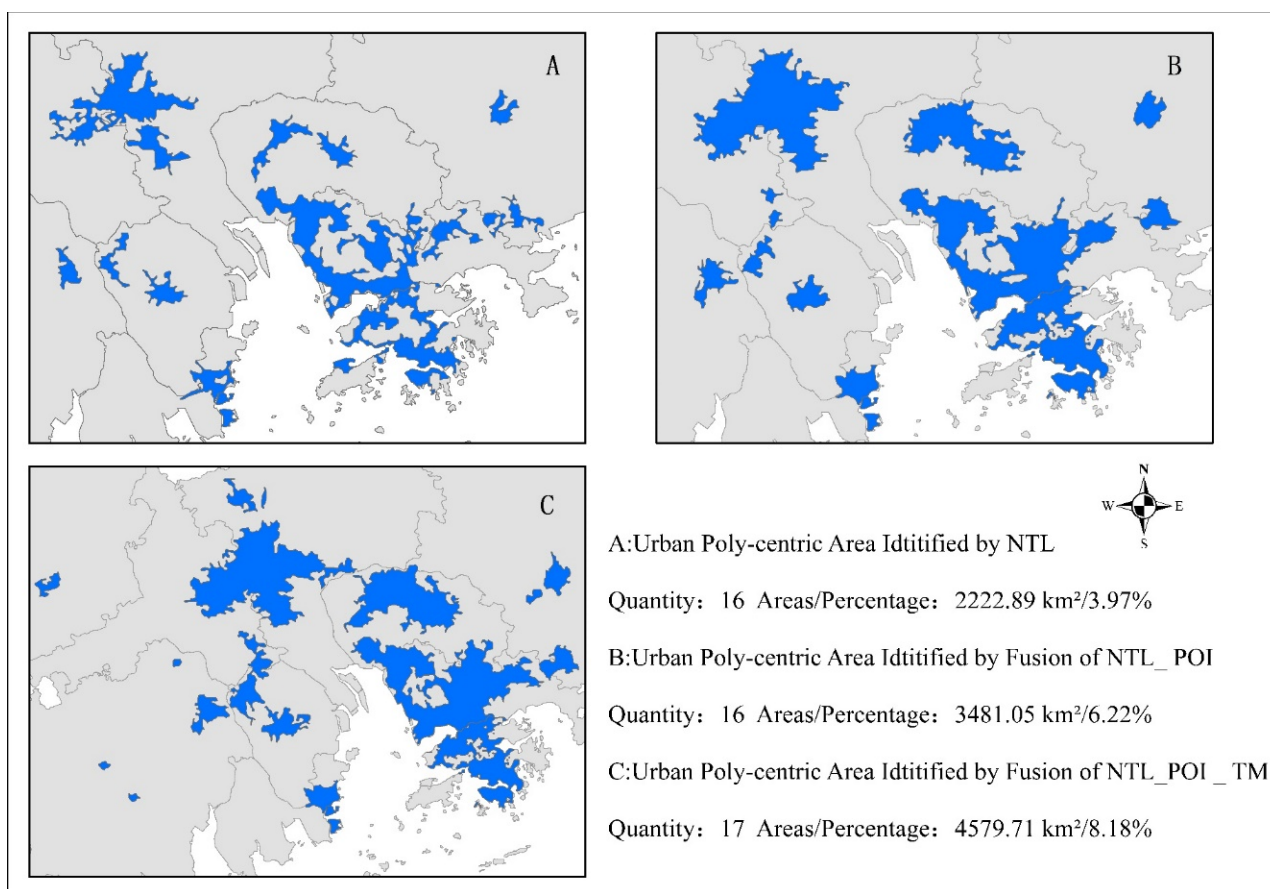 A
B
C
N
W E
S
A:Urban Poly-centric Area Idtitified by NTL
Quantity：16 Areas/Percentage：2222.89 km²/3.97%
B:Urban Poly-centric Area Idtitified by Fusion of NTL_ POI
Quantity：16 Areas/Percentage：3481.05 km²/6.22%
C:Urban Poly-centric Area Idtitified by Fusion of NTL_POI _ TM
Quantity：17 Areas/Percentage：4579.71 km²/8.18%